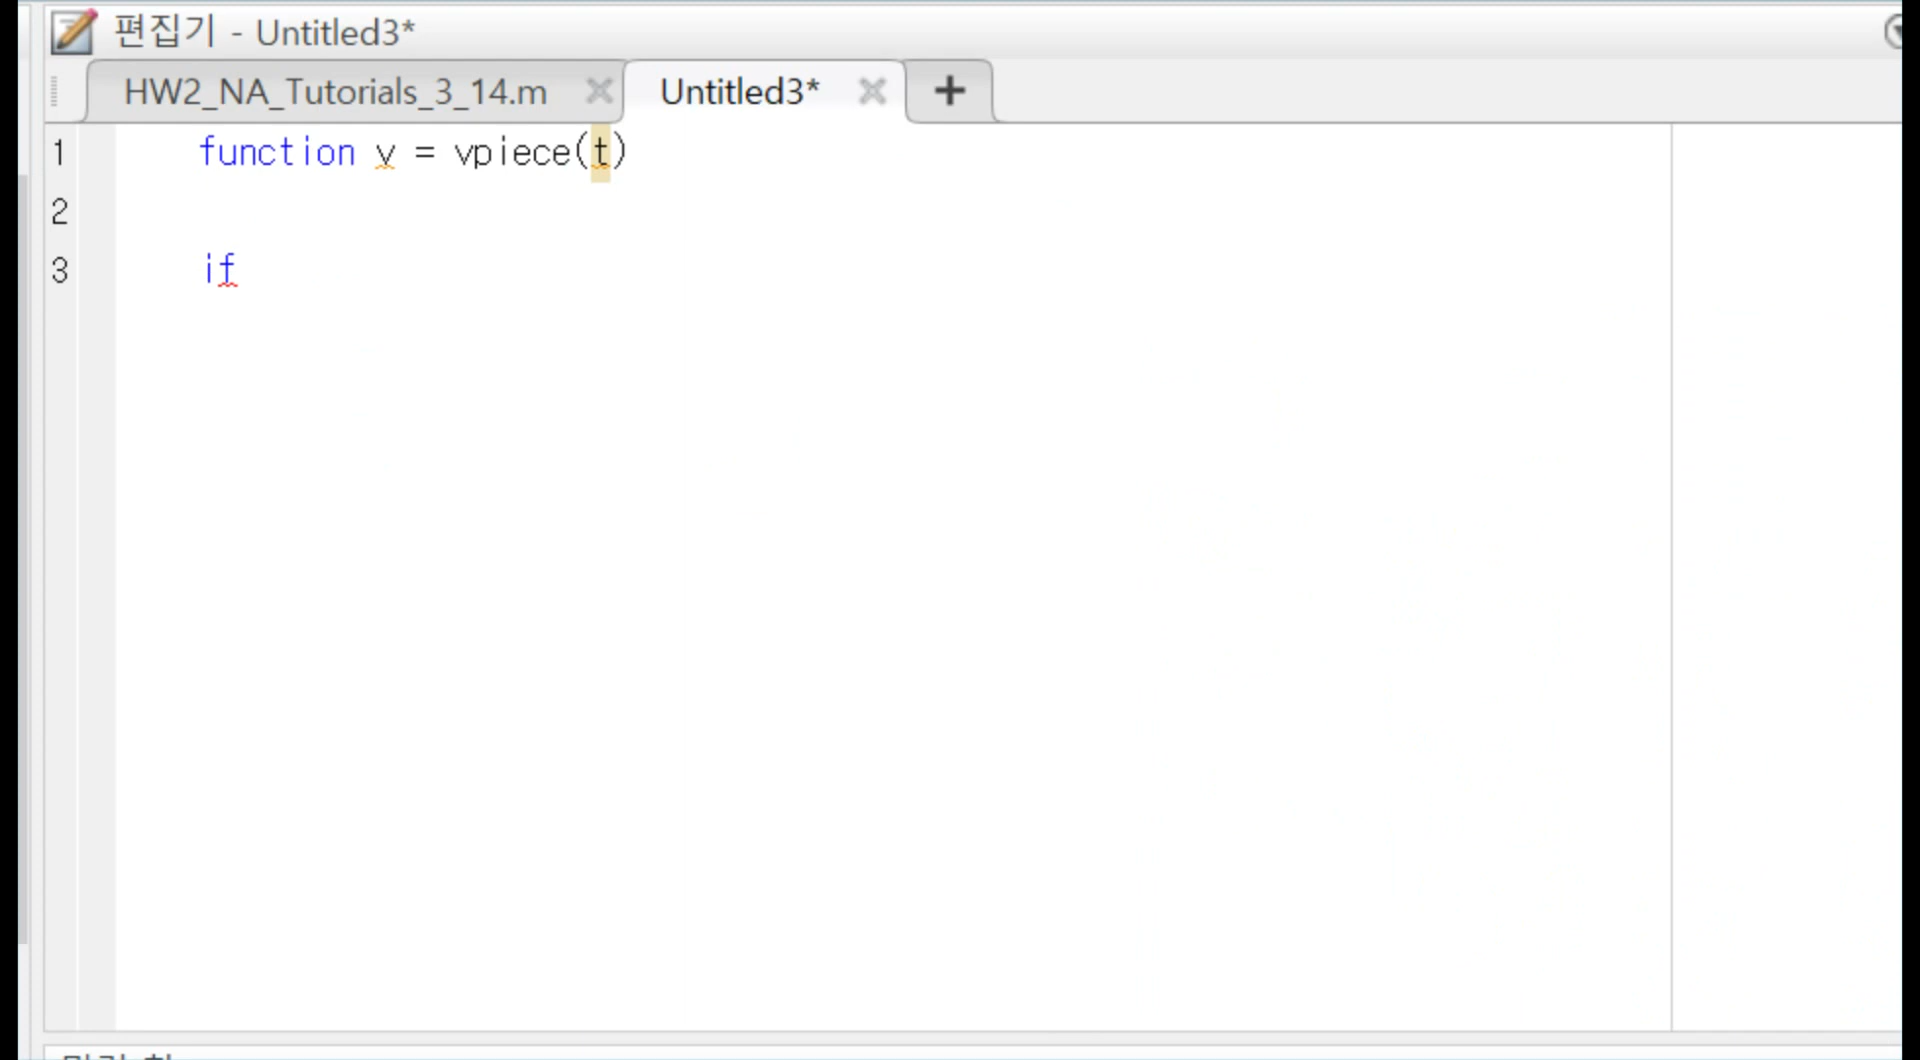 편집기 - Untitled3*
HW2_NA_Tutorials_3_14.m Untitled3*
1 function v = vpiece(t)
2
3 if